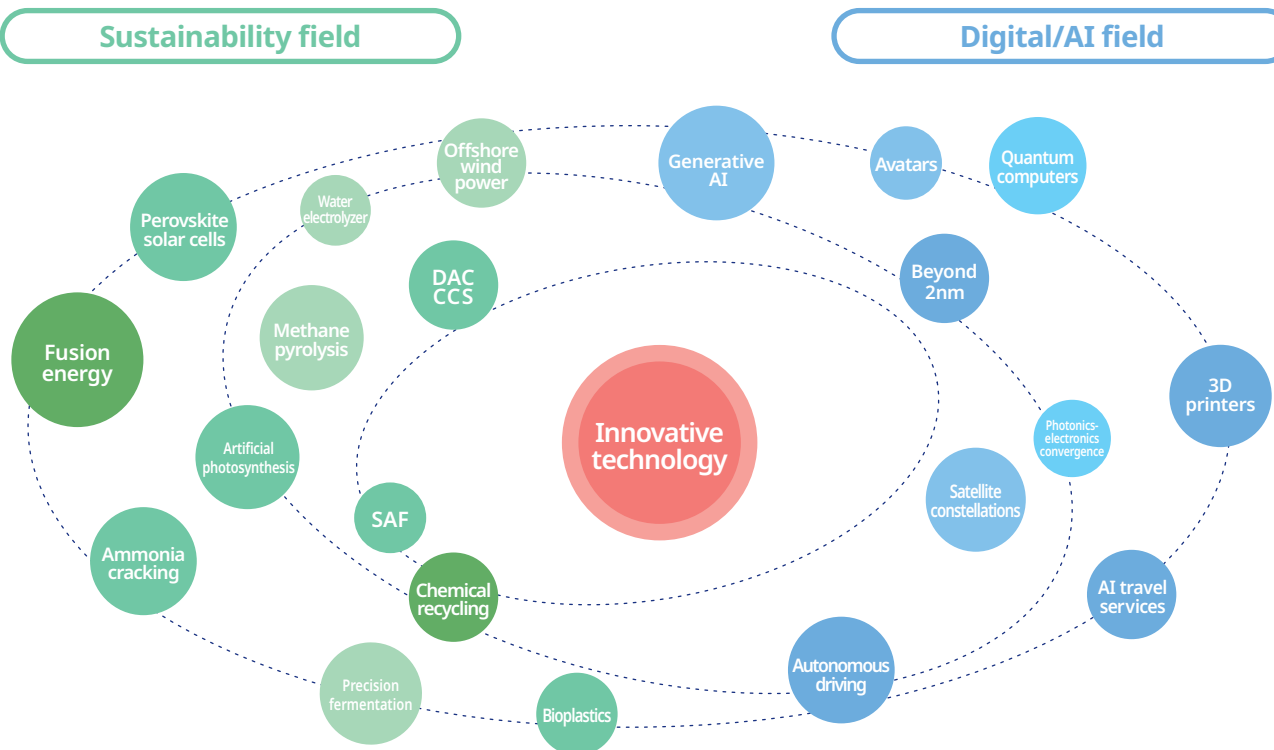 Sustainability field
Digital/AI field
Offshore
wind
power
Generative
AI
Avatars
Quantum
computers
Water
electrolyzer
Perovskite
solar cells
DAC
CCS
Beyond
2nm
Methane
pyrolysis
Fusion
energy
3D
printers
Innovative
technology
Photonics-
electronics
convergence
Artificial
photosynthesis
Satellite
constellations
SAF
Ammonia
cracking
Chemical
recycling
AI travel
services
Autonomous
driving
Precision
fermentation
Bioplastics